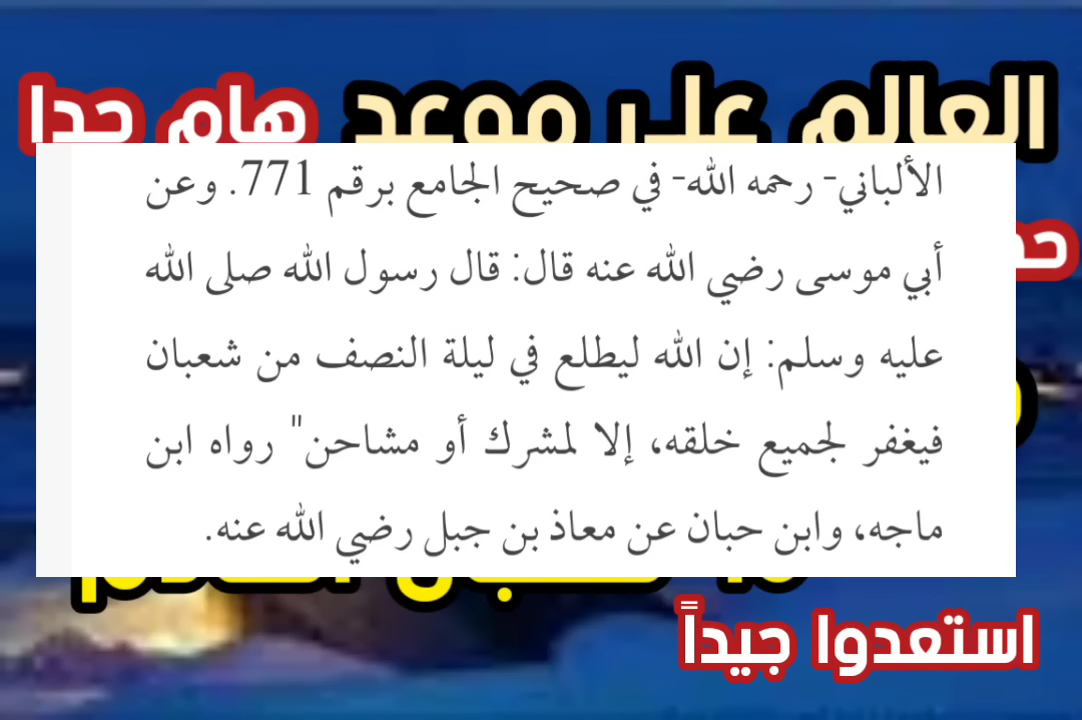 العالم على موعد هام جدا
الألباني- رحمه الله- في صحيح الجامع برقم 771. وعن
أبي موسى رضي الله عنه قال: قال رسول الله صلى الله
عليه وسلم: إن الله ليطلع في ليلة النصف من شعبان
فيغفر لجميع خلقه، إلا لمشرك أو مشاحن" رواه ابن
ماجه، وابن حبان عن معاذ بن جبل رضي الله عنه.
استعدوا جيداً